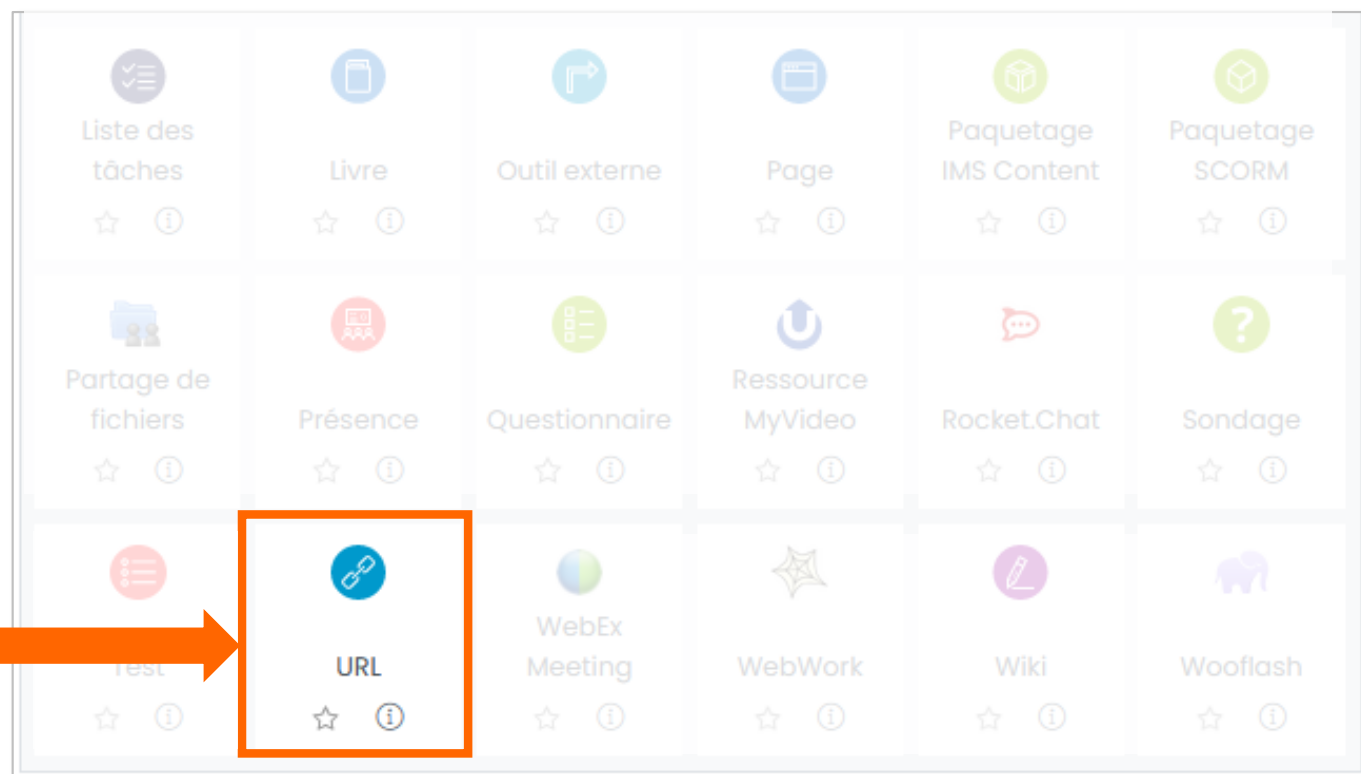 Liste des
tâches
Livre
Outil externe
Page
Paquetage
IMS Content
Paquetage
SCORM
Partage de
fichiers
Présence
Questionnaire
Ressource
MyVideo
Rocket.Chat
Sondage
Test
URL
WebEx
Meeting
WebWork
Wiki
Wooflash